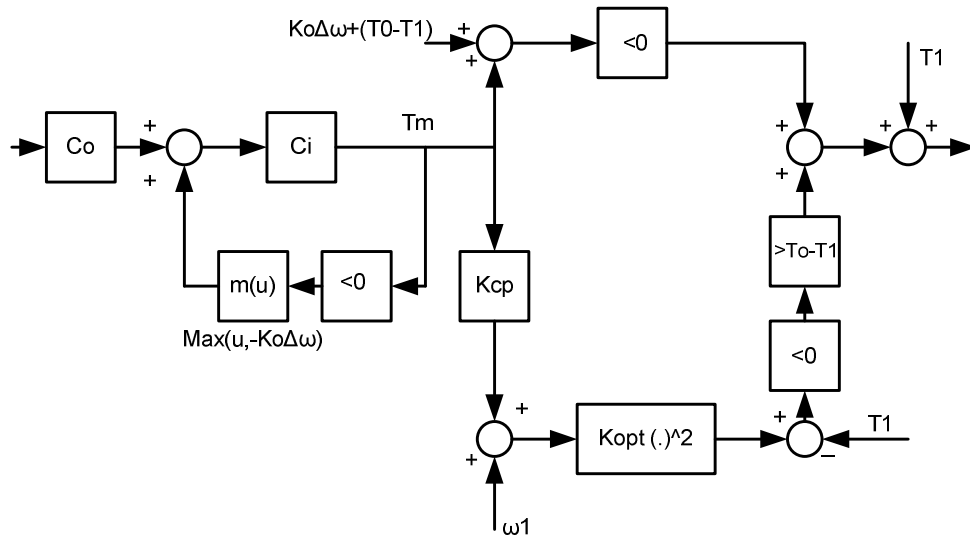 KoΔω+(T0-T1)
+
+
<0
T1
Co
+
+
Ci
Tm
+
+
+
+
m(u)
<0
Max(u,-KoΔω)
Kcp
>To-T1
<0
+
+
Kopt (.)^2
+
−
T1
ω1